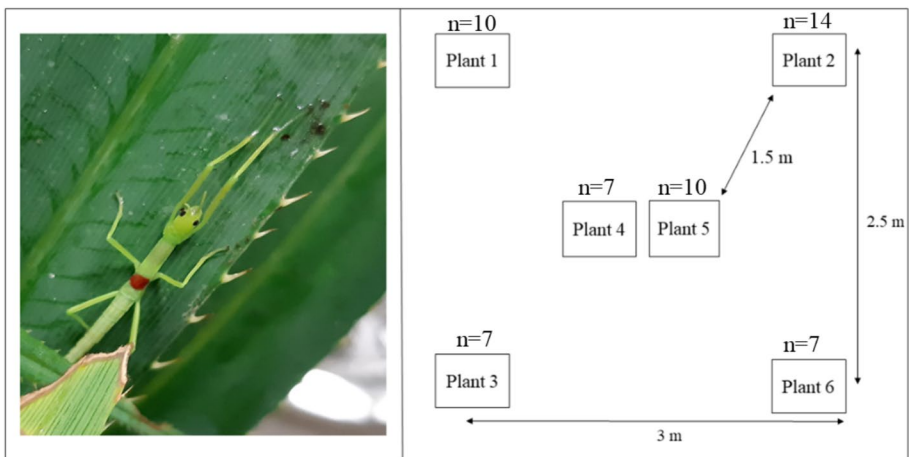 n=10
n=14
Plant 1
Plant 2
1.5 m
n=7
n=10
Plant 4
Plant 5
2.5 m
n=7
n=7
Plant 3
Plant 6
3 m